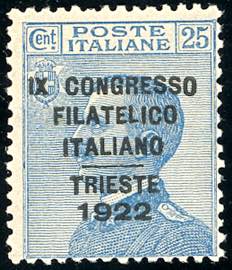 POSTE
Cent. ITALIANE 25
IX CONGRESSO
FILATELICO
ITALIANO
TRIESTE
1922